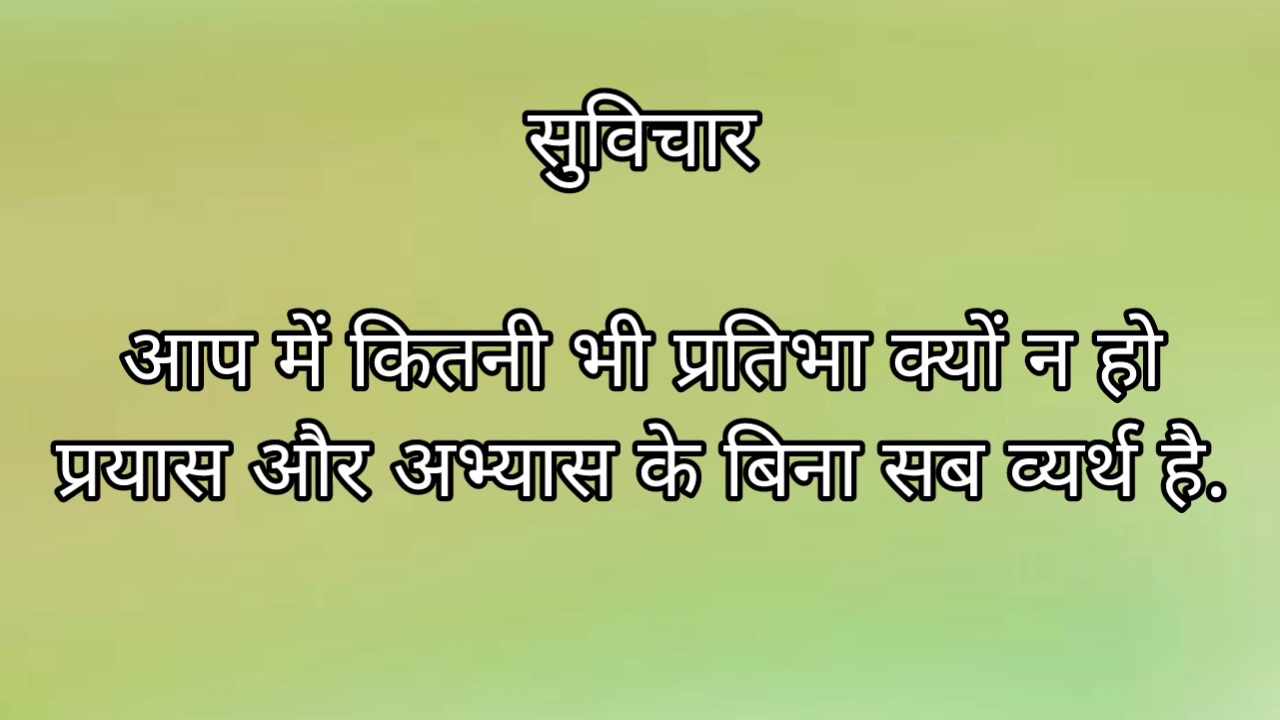 सुविचार
आप में कितनी भी प्रतिभा क्यों न हो
प्रयास और अभ्यास के बिना सब व्यर्थ है.